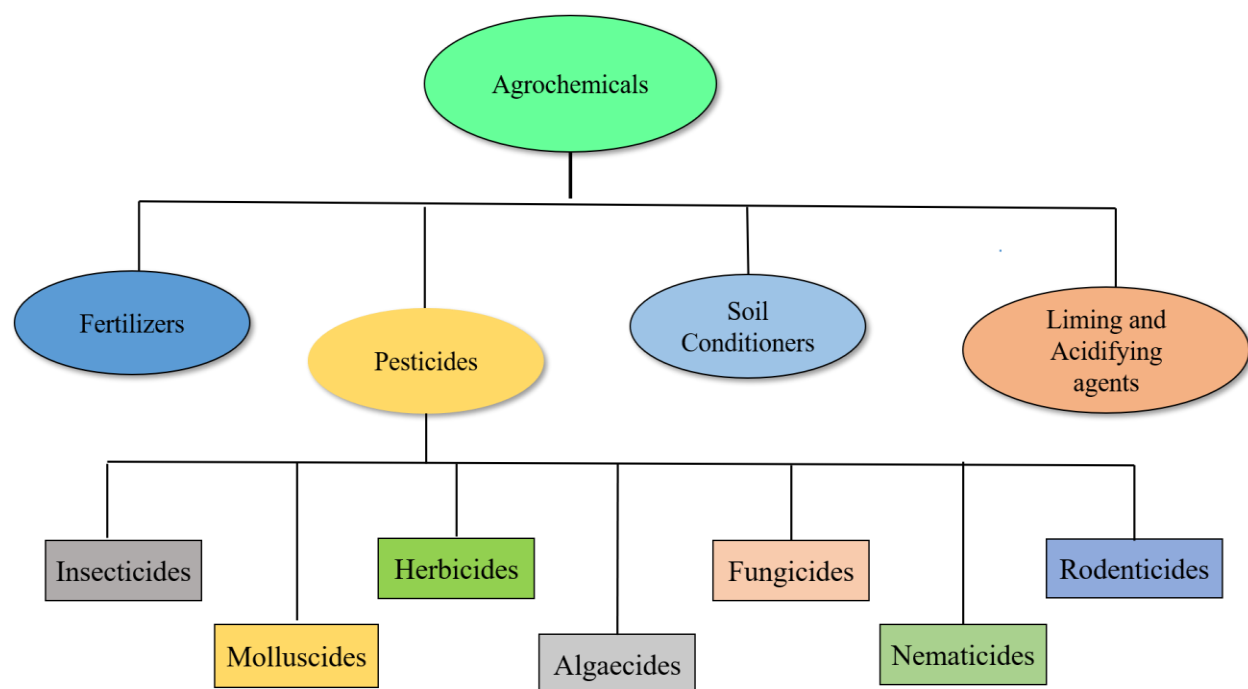 Agrochemicals
Fertilizers
Pesticides
Soil
Conditioners
Liming and
Acidifying
agents
Insecticides
Molluscides
Herbicides
Algaecides
Fungicides
Nematicides
Rodenticides